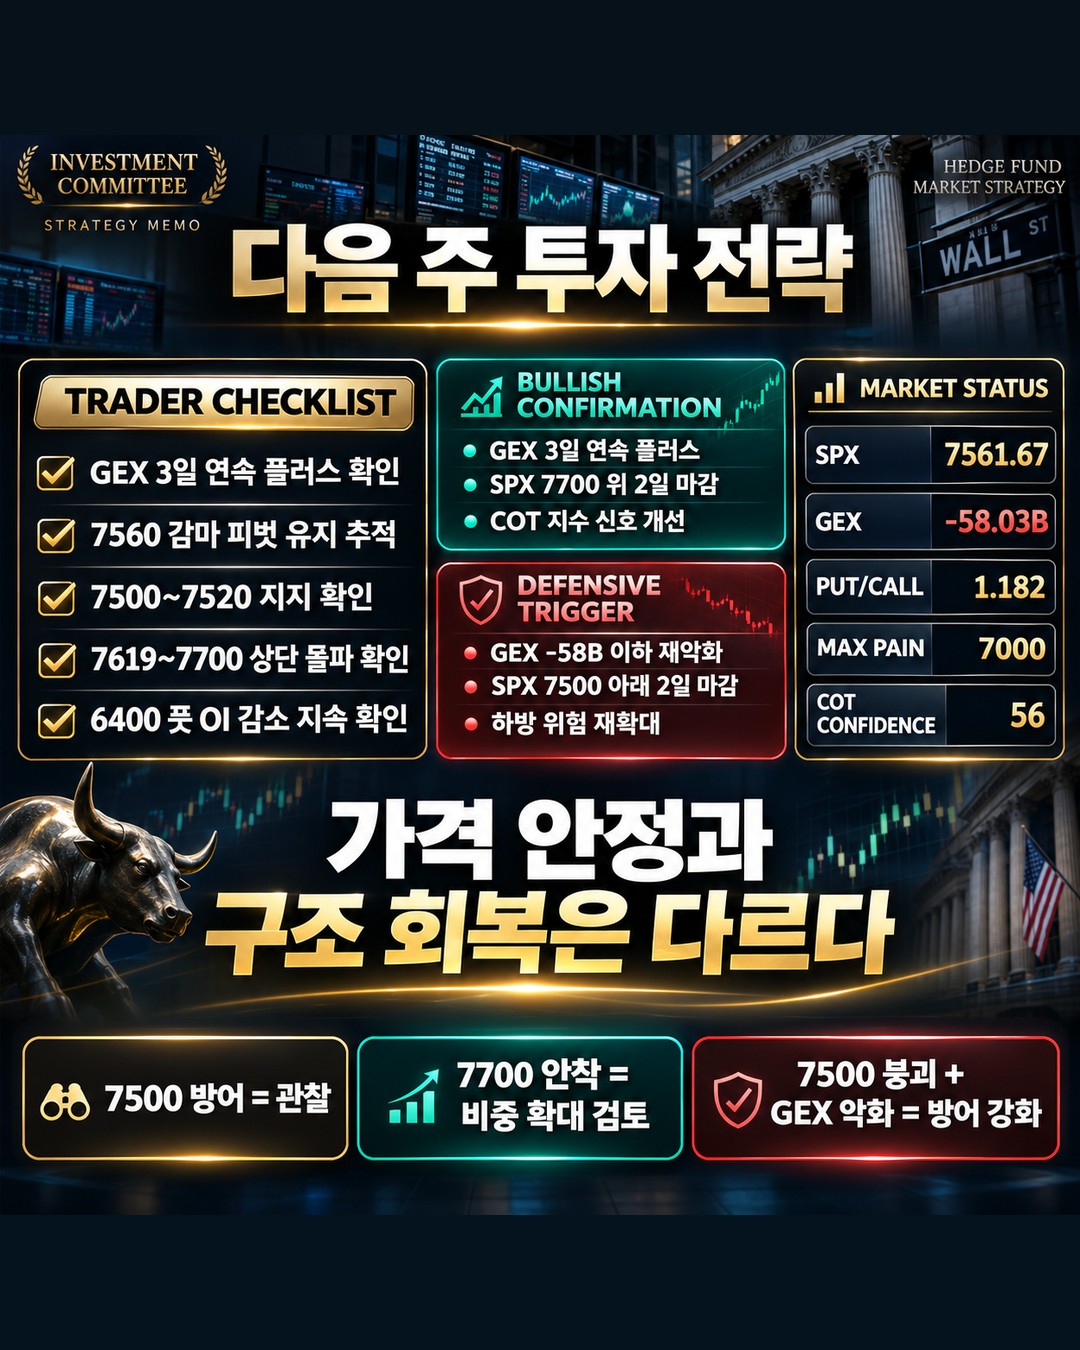 INVESTMENT
COMMITTEE
STRATEGY MEMO
HEDGE FUND
MARKET STRATEGY
WALL ST
다음 주 투자 전략
TRADER CHECKLIST
GEX 3일 연속 플러스 확인
7560 감마 피벗 유지 추적
7500~7520 지지 확인
7619~7700 상단 돌파 확인
6400 풋 OI 감소 지속 확인
BULLISH
CONFIRMATION
GEX 3일 연속 플러스
SPX 7700 위 2일 마감
COT 지수 신호 개선
DEFENSIVE
TRIGGER
GEX -58B 이하 재악화
SPX 7500 아래 2일 마감
하방 위험 재확대
MARKET STATUS
SPX 7561.67
GEX -58.03B
PUT/CALL 1.182
MAX PAIN 7000
COT
CONFIDENCE 56
가격 안정과
구조 회복은 다르다
7500 방어 = 관찰
7700 안착 =
비중 확대 검토
7500 붕괴 +
GEX 악화 = 방어 강화